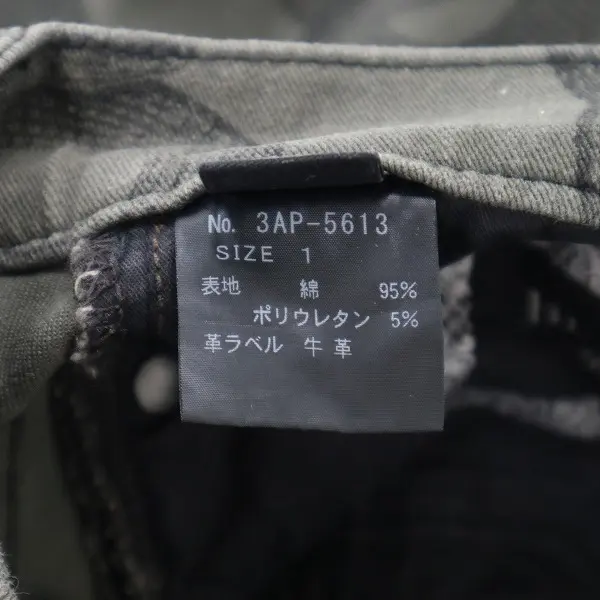 No. 3AP-5613
SIZE 1
表地 綿 95%
ポリウレタン 5%
革ラベル 牛革